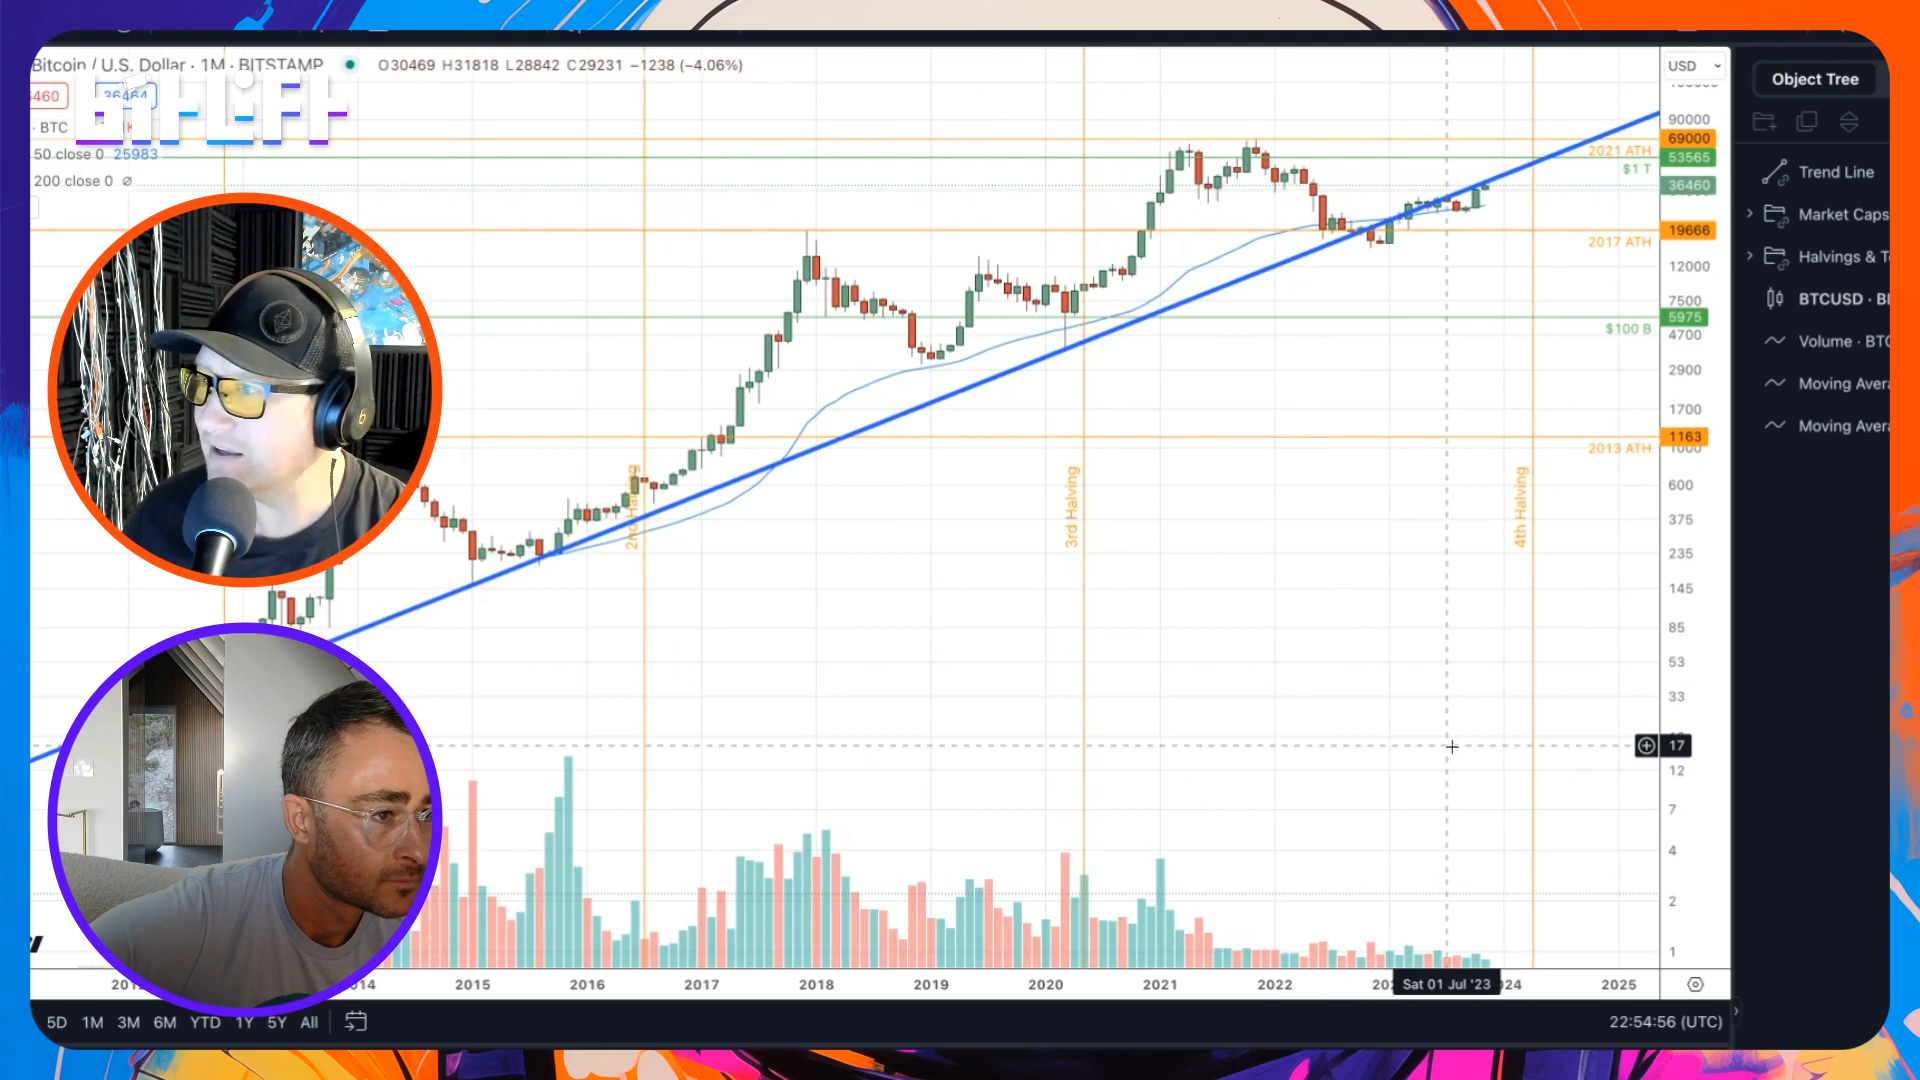 Bitcoin / U.S. Dollar · 1M · BITSTAMP
O30469 H31818 L28842 C29231 −1238 (−4.06%)
36464
· BTC
50 close 0 25983
200 close 0 ∅
USD
90000
69000
2021 ATH
53565
$1 T
36460
19666
2017 ATH
12000
7500
5975
$100 B
4700
2900
1700
1163
2013 ATH
1000
600
375
235
145
85
53
33
17
12
7
4
2
1
2nd Halving
3rd Halving
4th Halving
2015
2016
2017
2018
2019
2020
2021
2022
Sat 01 Jul '23
2025
5D 1M 3M 6M YTD 1Y 5Y All
22:54:56 (UTC)
Object Tree
Trend Line
Market Caps
Halvings &
BTCUSD ·
Volume · BTC
Moving
Moving